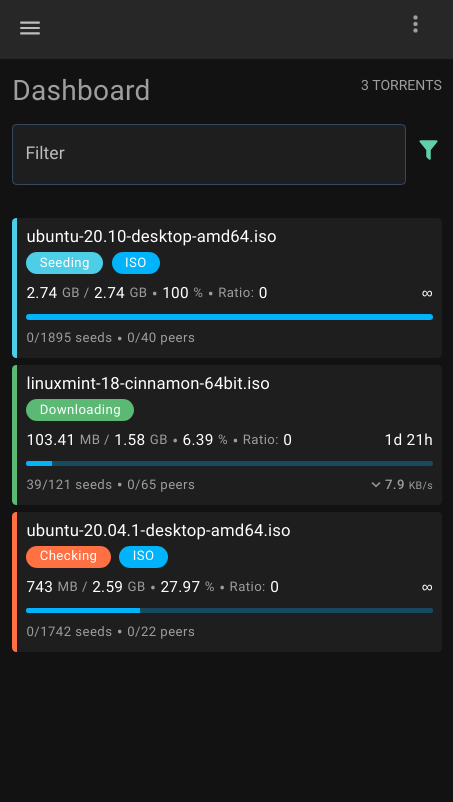 Dashboard
3 TORRENTS
Filter
ubuntu-20.10-desktop-amd64.iso
Seeding ISO
2.74 GB / 2.74 GB • 100 % • Ratio: 0 ∞
0/1895 seeds • 0/40 peers
linuxmint-18-cinnamon-64bit.iso
Downloading
103.41 MB / 1.58 GB • 6.39 % • Ratio: 0 1d 21h
39/121 seeds • 0/65 peers 7.9 KB/s
ubuntu-20.04.1-desktop-amd64.iso
Checking ISO
743 MB / 2.59 GB • 27.97 % • Ratio: 0 ∞
0/1742 seeds • 0/22 peers